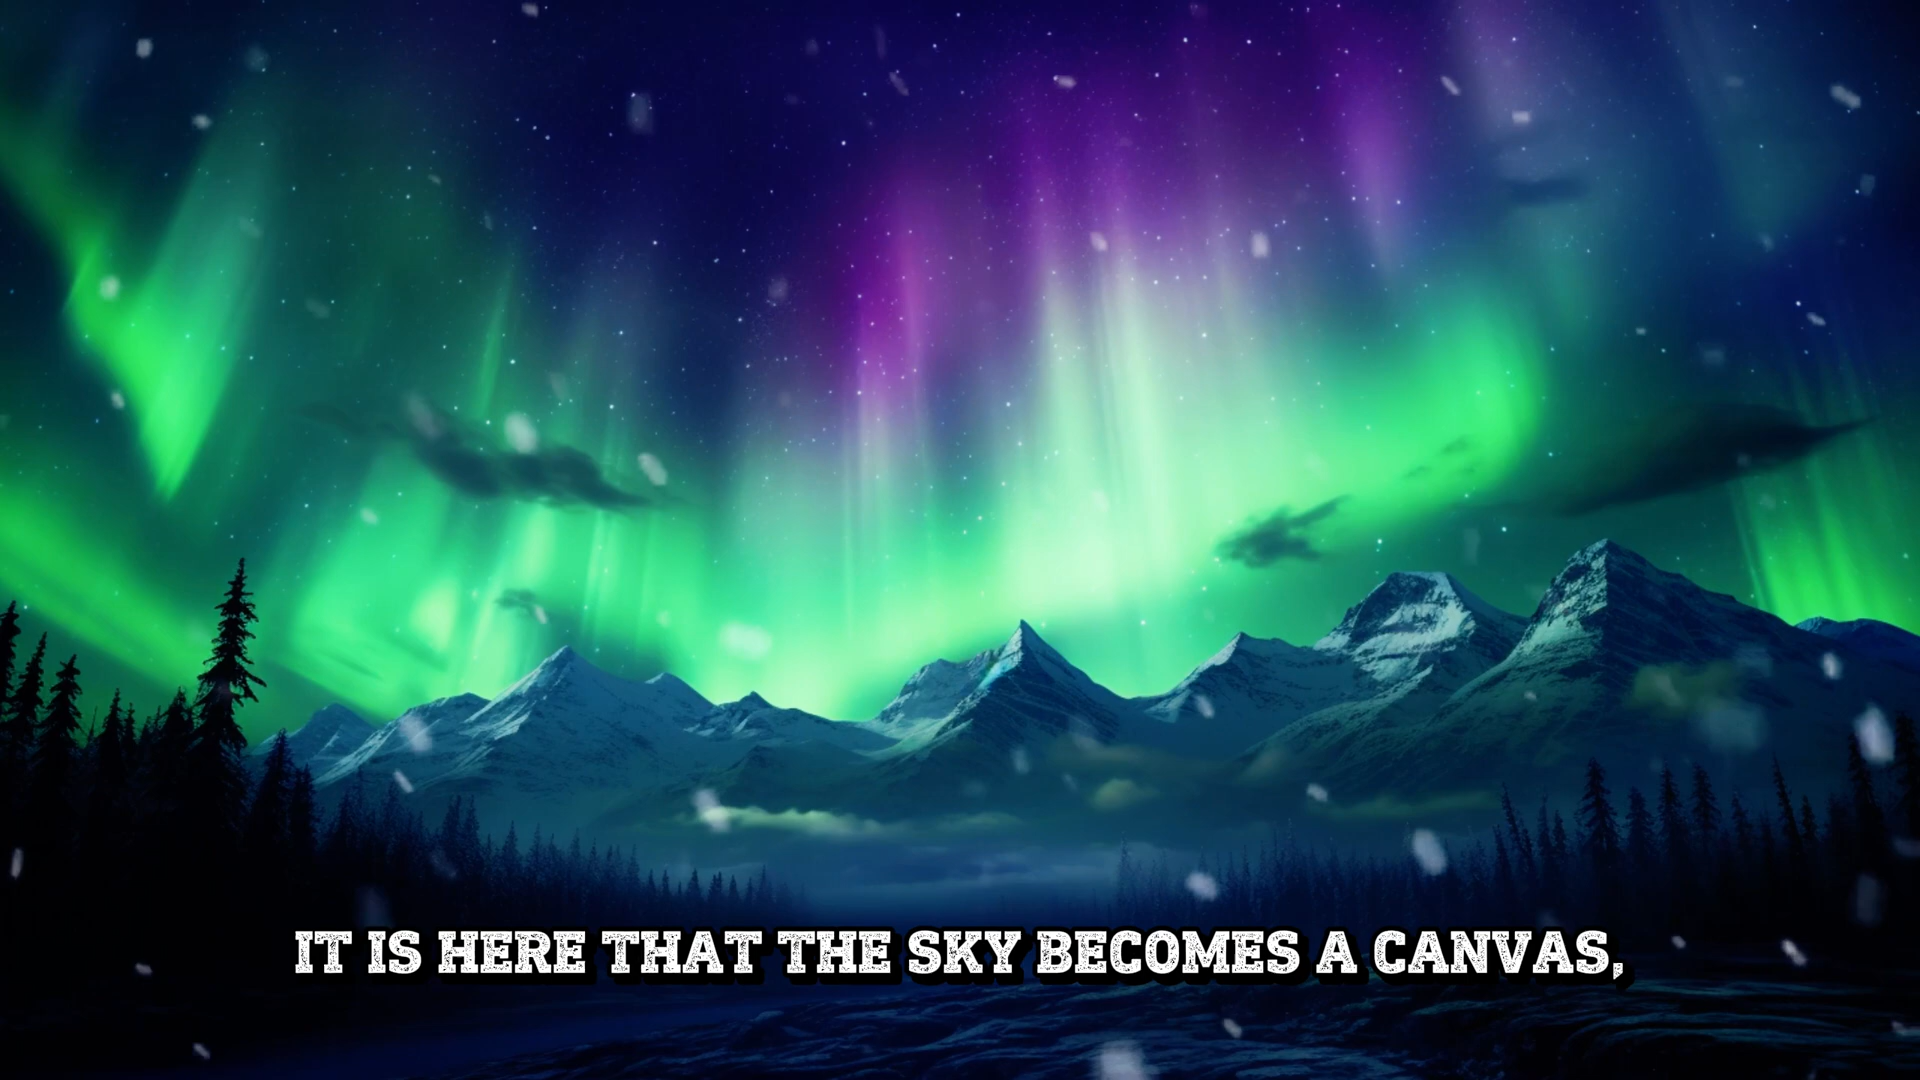 IT IS HERE THAT THE SKY BECOMES A CANVAS,